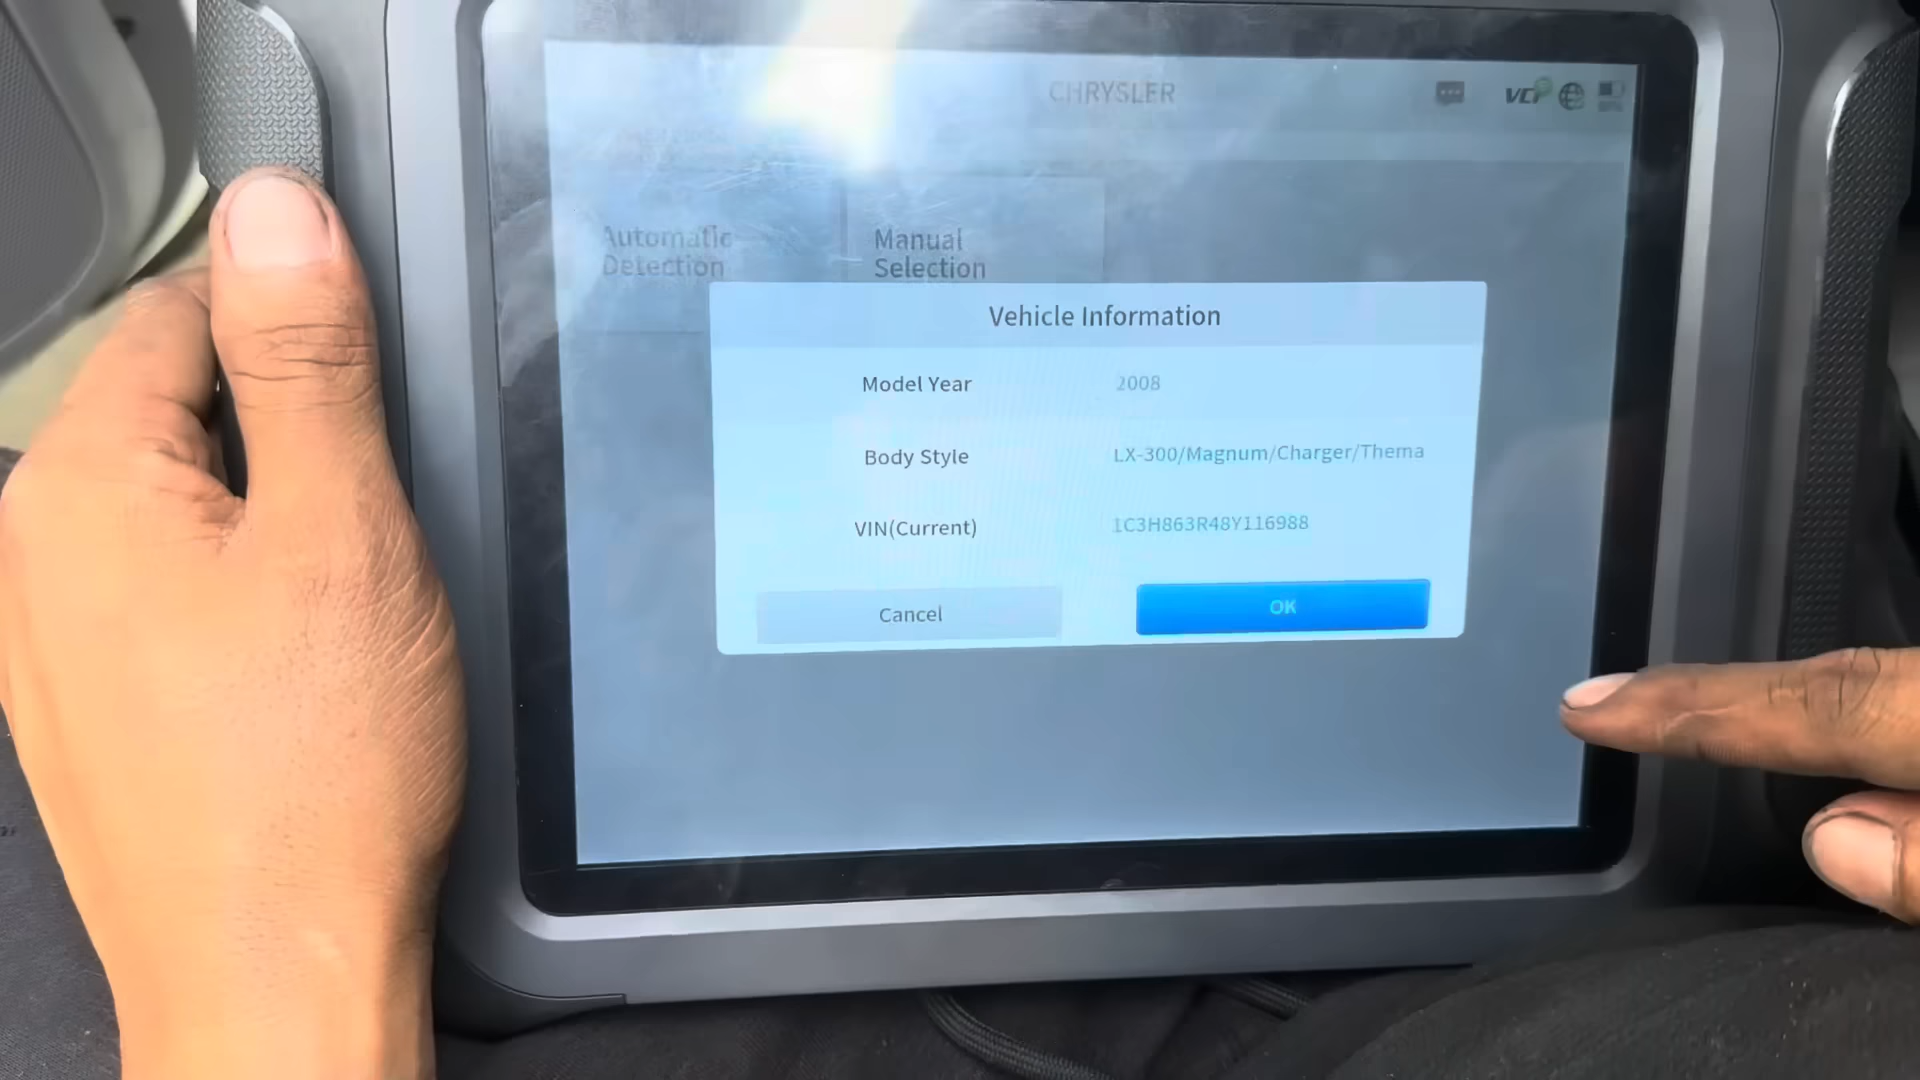 CHRYSLER
VCI
Automatic
Detection
Manual
Selection
Vehicle Information
Model Year 2008
Body Style LX-300/Magnum/Charger/Thema
VIN(Current) 1C3H863R48Y116988
Cancel
OK